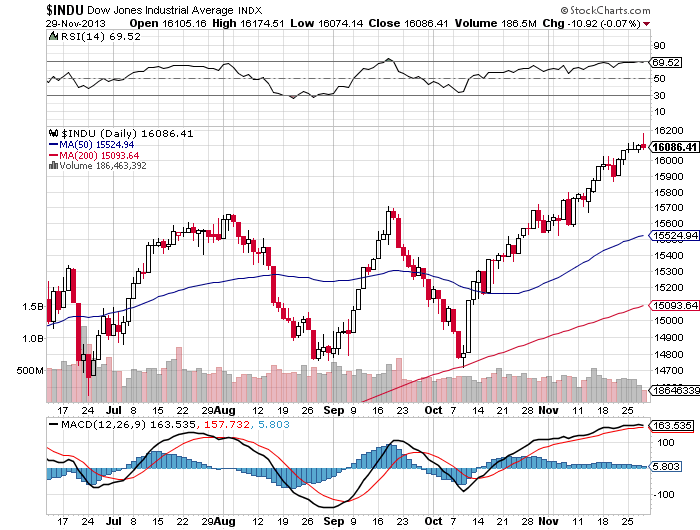 $INDU Dow Jones Industrial Average INDX © StockCharts.com
29-Nov-2013 Open 16105.16 High 16174.51 Low 16074.14 Close 16086.41 Volume 186.5M Chg -10.92 (-0.07%)
RSI(14) 69.52
90
69.52
50
30
10
$INDU (Daily) 16086.41
MA(50) 15524.94
MA(200) 15093.64
Volume 186,463,392
16200
16086.41
16000
15900
15800
15700
15600
15524.94
15400
15300
15200
15093.64
15000
14900
14800
14700
186463392
1.5B
1.0B
500M
17 24 Jul 8 15 22 29 Aug 12 19 26 Sep 9 16 23 Oct 7 14 21 28 Nov 11 18 25
MACD(12,26,9) 163.535, 157.732, 5.803
163.535
100
5.803
-100
17 24 Jul 8 15 22 29 Aug 12 19 26 Sep 9 16 23 Oct 7 14 21 28 Nov 11 18 25